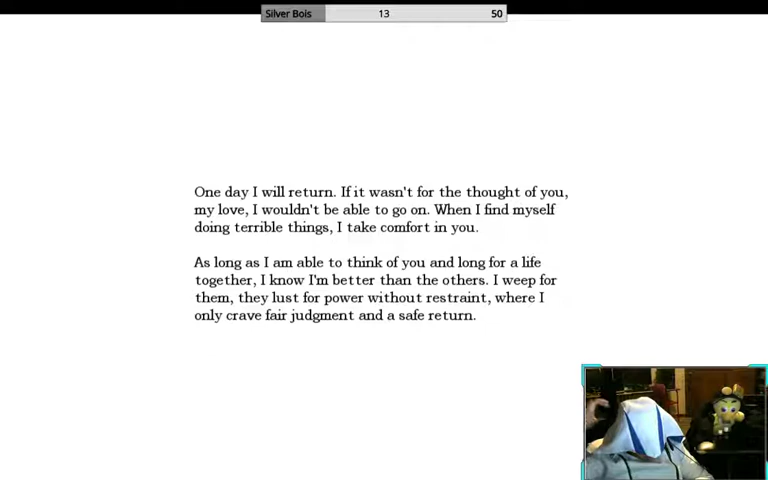 Silver Bois 13 50
One day I will return. If it wasn't for the thought of you,
my love, I wouldn't be able to go on. When I find myself
doing terrible things, I take comfort in you.
As long as I am able to think of you and long for a life
together, I know I'm better than the others. I weep for
them, they lust for power without restraint, where I
only crave fair judgment and a safe return.